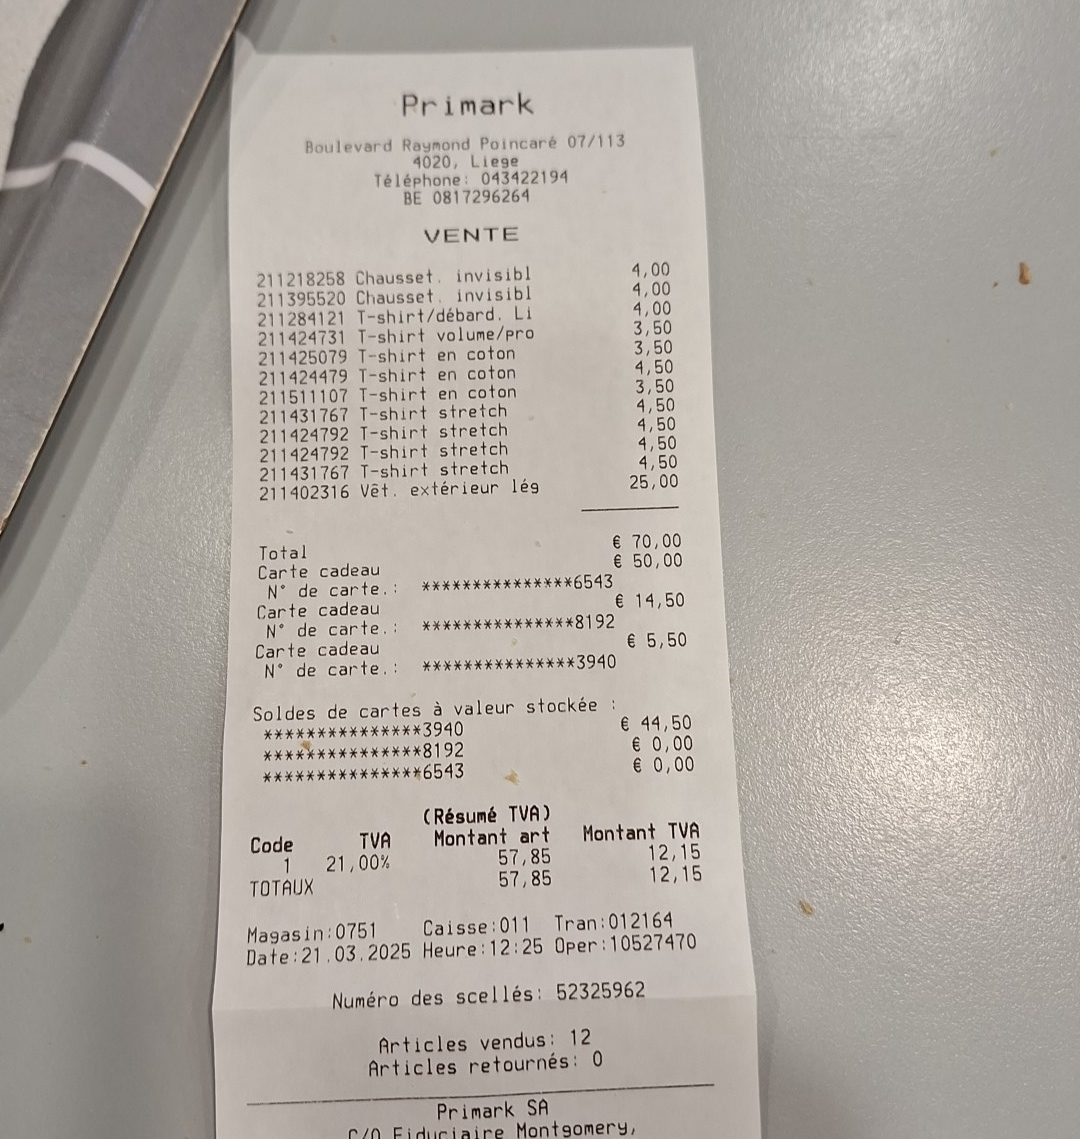 Primark
Boulevard Raymond Poincaré 07/113
4020, Liege
Téléphone: 043422194
BE 0817296264
VENTE
211218258 Chausset. invisibl 4,00
211395520 Chausset. invisibl 4,00
211284121 T-shirt/débard. Li 4,00
211424731 T-shirt volume/pro 3,50
211425079 T-shirt en coton 3,50
211424479 T-shirt en coton 4,50
211511107 T-shirt en coton 3,50
211431767 T-shirt stretch 4,50
211424792 T-shirt stretch 4,50
211424792 T-shirt stretch 4,50
211431767 T-shirt stretch 4,50
211402316 Vêt. extérieur lég 25,00
Total € 70,00
Carte cadeau € 50,00
N° de carte.: ***************6543
Carte cadeau € 14,50
N° de carte.: ***************8192
Carte cadeau € 5,50
N° de carte.: ***************3940
Soldes de cartes à valeur stockée :
***************3940 € 44,50
***************8192 € 0,00
***************6543 € 0,00
(Résumé TVA)
Code TVA Montant art Montant TVA
1 21,00% 57,85 12,15
TOTAUX 57,85 12,15
Magasin:0751 Caisse:011 Tran:012164
Date:21.03.2025 Heure:12:25 Oper:10527470
Numéro des scellés: 52325962
Articles vendus: 12
Articles retournés: 0
Primark SA
C/O Fiduciaire Montgomery,